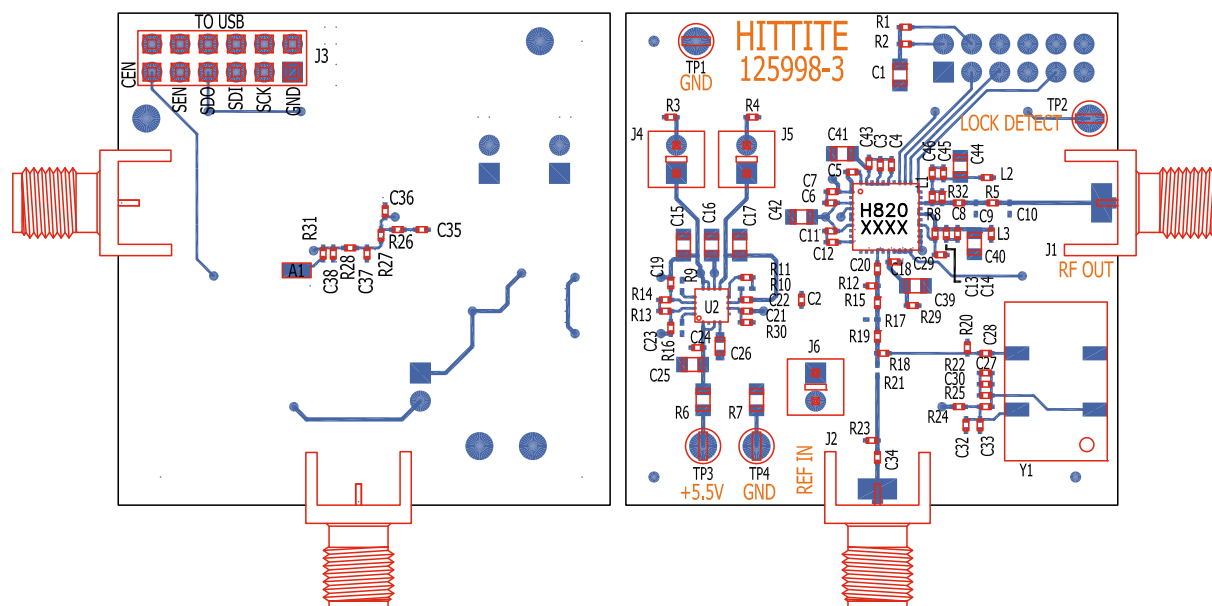 TO USB
J3
CEN
SEN
SDO
SDI
SCK
GND
C36
R31
R26
C35
A1
C38
R28
C37
R27
HITTITE
125998-3
TP1
GND
R1
R2
C1
TP2
LOCK DETECT
R3
R4
J4
J5
C41
C43
C3
C4
C5
C7
C6
C42
C11
C12
L1
C46
C45
C44
L2
R32
R5
R8
C8
C9
C10
L3
C40
J1
RF OUT
H820
XXXX
C15
C16
C17
C19
R9
R11
R10
R14
R13
U2
C22
C21
R30
C2
C23
R16
C24
C25
C26
C20
C18
C29
R12
R15
C39
R29
C13
C14
R17
R19
R18
R20
C28
R21
R22
C27
C30
R25
R24
C32
C33
Y1
J6
R6
R7
R23
C34
J2
REF IN
TP3
+5.5V
TP4
GND